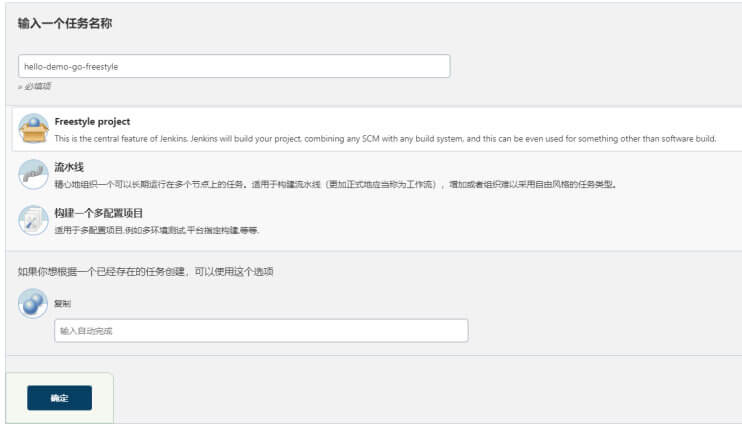 输入一个任务名称
hello-demo-go-freestyle
» 必填项
Freestyle project
This is the central feature of Jenkins. Jenkins will build your project, combining any SCM with any build system, and this can be even used for something other than software build.
流水线
精心地组织一个可以长期运行在多个节点上的任务。适用于构建流水线（更加正式地应当称为工作流），增加或者组织难以采用自由风格的任务类型。
构建一个多配置项目
适用于多配置项目,例如多环境测试,平台指定构建,等等.
如果你想根据一个已经存在的任务创建，可以使用这个选项
复制
输入自动完成
确定